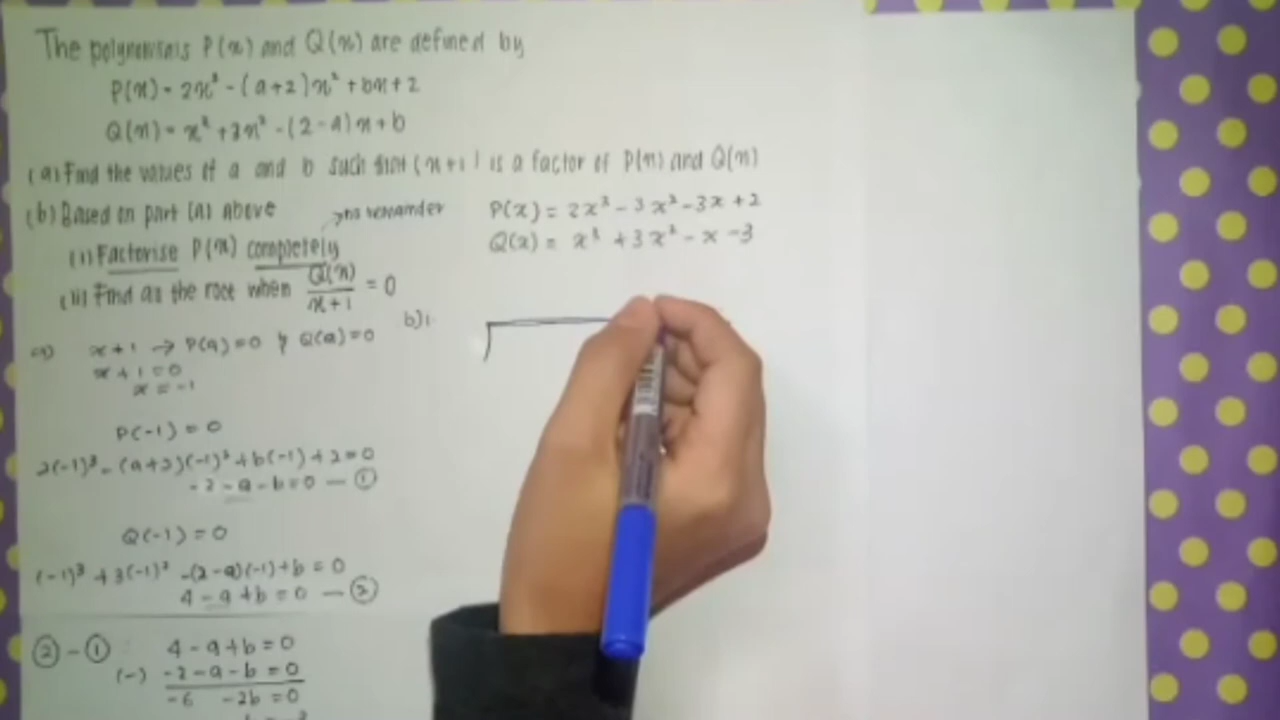 The polynomials P(x) and Q(x) are defined by
P(x) = 2x³ - (a+2)x² + bx + 2
Q(x) = x³ + 3x² - (2-a)x + b
(a) Find the values of a and b such that (x+1) is a factor of P(x) and Q(x)
(b) Based on part (a) above
→ no remainder
(i) Factorise P(x) completely
(ii) Find all the root when Q(x)/x+1 = 0
P(x) = 2x³ - 3x² - 3x + 2
Q(x) = x³ + 3x² - x - 3
a) x+1 → P(a)=0 & Q(a)=0
x+1=0
x = -1
P(-1) = 0
2(-1)³ - (a+2)(-1)² + b(-1) + 2 = 0
-2 - a - b = 0 — ①
Q(-1) = 0
(-1)³ + 3(-1)² - (2-a)(-1) + b = 0
4 - a + b = 0 — ②
② - ① 4 - a + b = 0
(-) -2 - a - b = 0
-6 -2b = 0
b) i